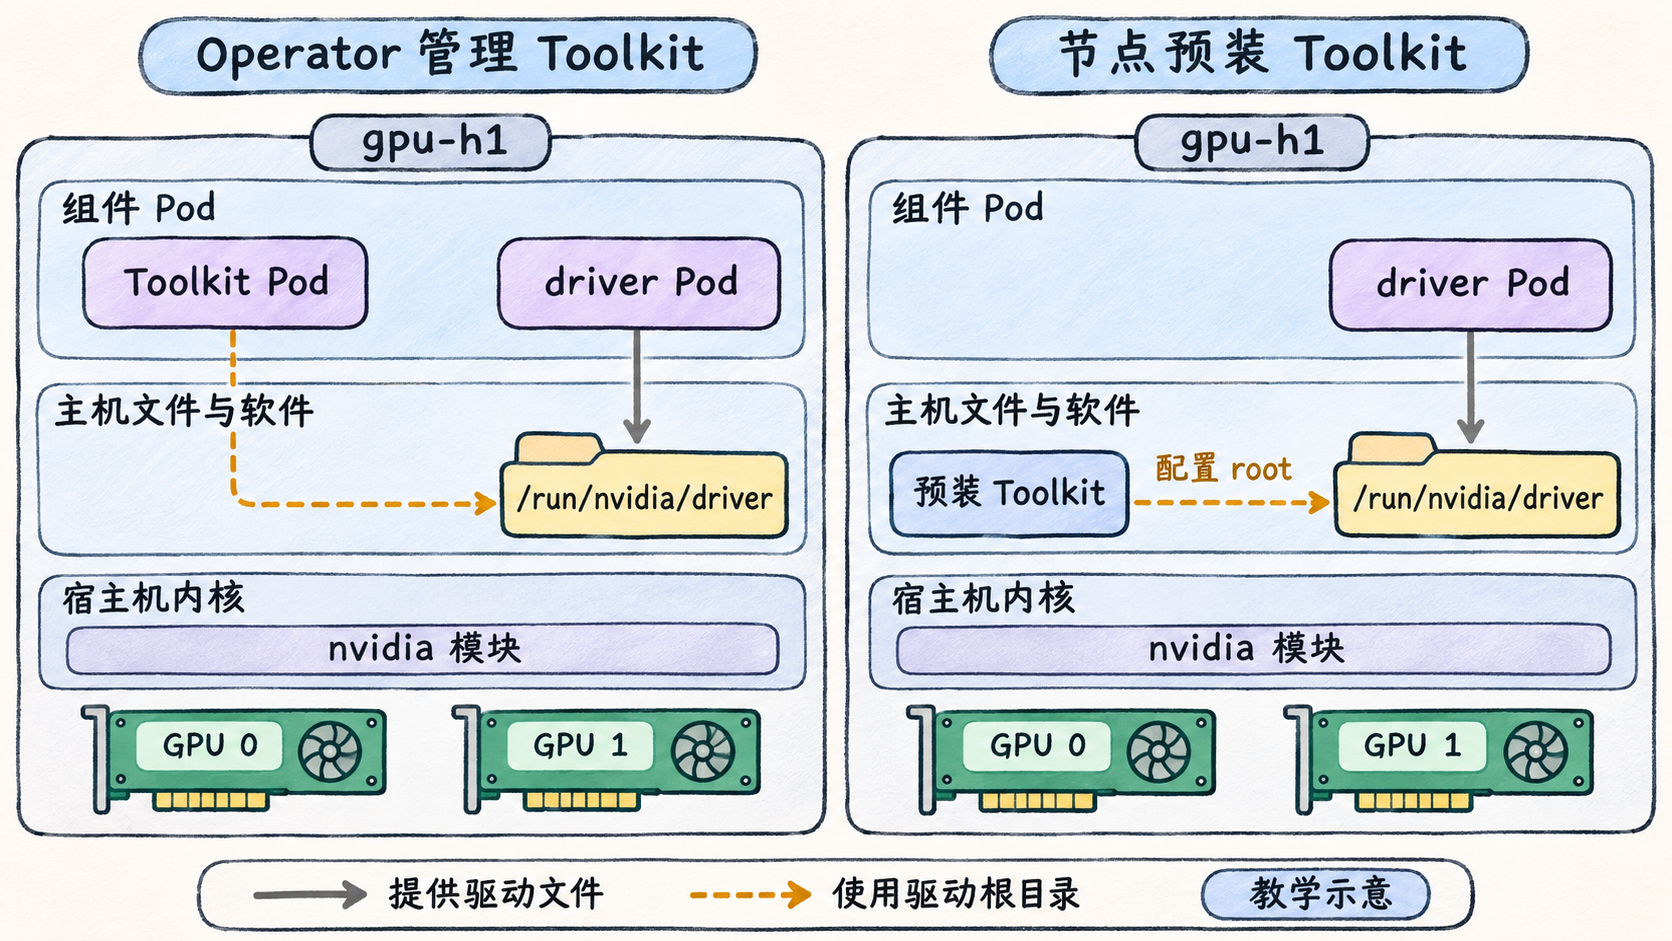 Operator 管理 Toolkit
gpu-h1
组件 Pod
Toolkit Pod
driver Pod
主机文件与软件
/run/nvidia/driver
宿主机内核
nvidia 模块
GPU 0
GPU 1
节点预装 Toolkit
gpu-h1
组件 Pod
driver Pod
主机文件与软件
预装 Toolkit
配置 root
/run/nvidia/driver
宿主机内核
nvidia 模块
GPU 0
GPU 1
提供驱动文件
使用驱动根目录
教学示意